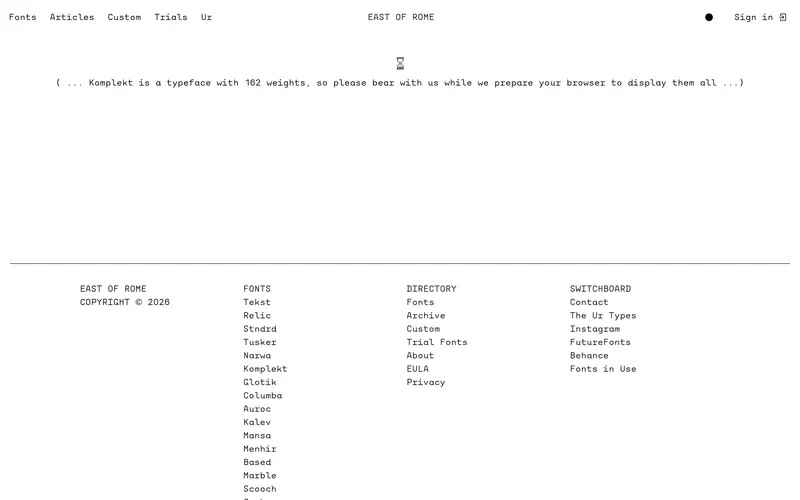 Fonts Articles Custom Trials Ur
EAST OF ROME
Sign in
( ... Komplekt is a typeface with 162 weights, so please bear with us while we prepare your browser to display them all ...)
EAST OF ROME
COPYRIGHT © 2026
FONTS
Tekst
Relic
Stndrd
Tusker
Narwa
Komplekt
Glotik
Columba
Auroc
Kalev
Mansa
Menhir
Based
Marble
Scooch
DIRECTORY
Fonts
Archive
Custom
Trial Fonts
About
EULA
Privacy
SWITCHBOARD
Contact
The Ur Types
Instagram
FutureFonts
Behance
Fonts in Use